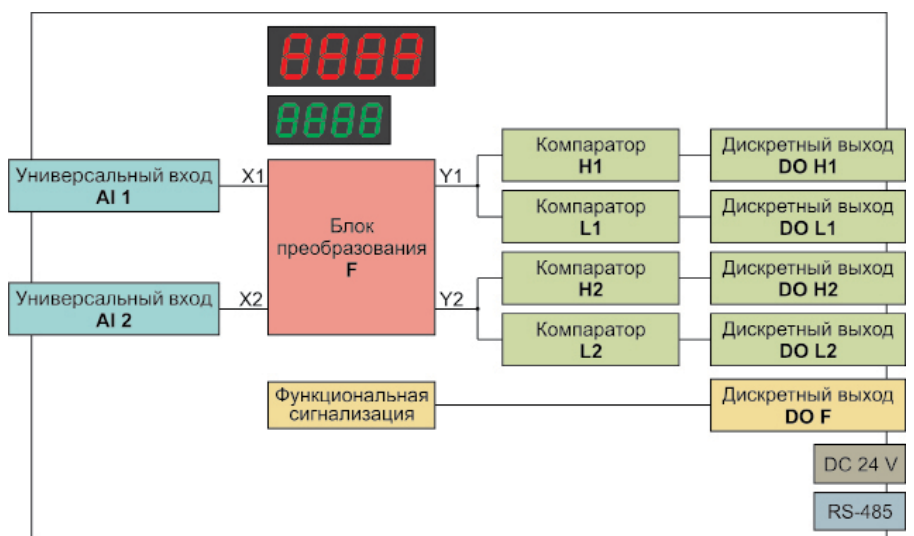 8888
8888
Универсальный вход
AI 1
X1
Универсальный вход
AI 2
X2
Блок
преобразования
F
Y1
Y2
Компаратор
H1
Дискретный выход
DO H1
Компаратор
L1
Дискретный выход
DO L1
Компаратор
H2
Дискретный выход
DO H2
Компаратор
L2
Дискретный выход
DO L2
Функциональная
сигнализация
Дискретный выход
DO F
DC 24 V
RS-485